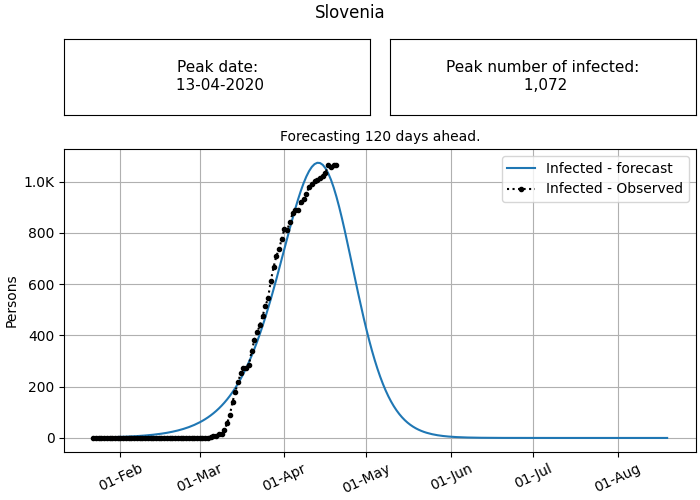 Slovenia
Peak date:
13-04-2020
Peak number of infected:
1,072
Forecasting 120 days ahead.
Infected - forecast
Infected - Observed
1.0K
800
600
400
200
0
Persons
01-Feb
01-Mar
01-Apr
01-May
01-Jun
01-Jul
01-Aug